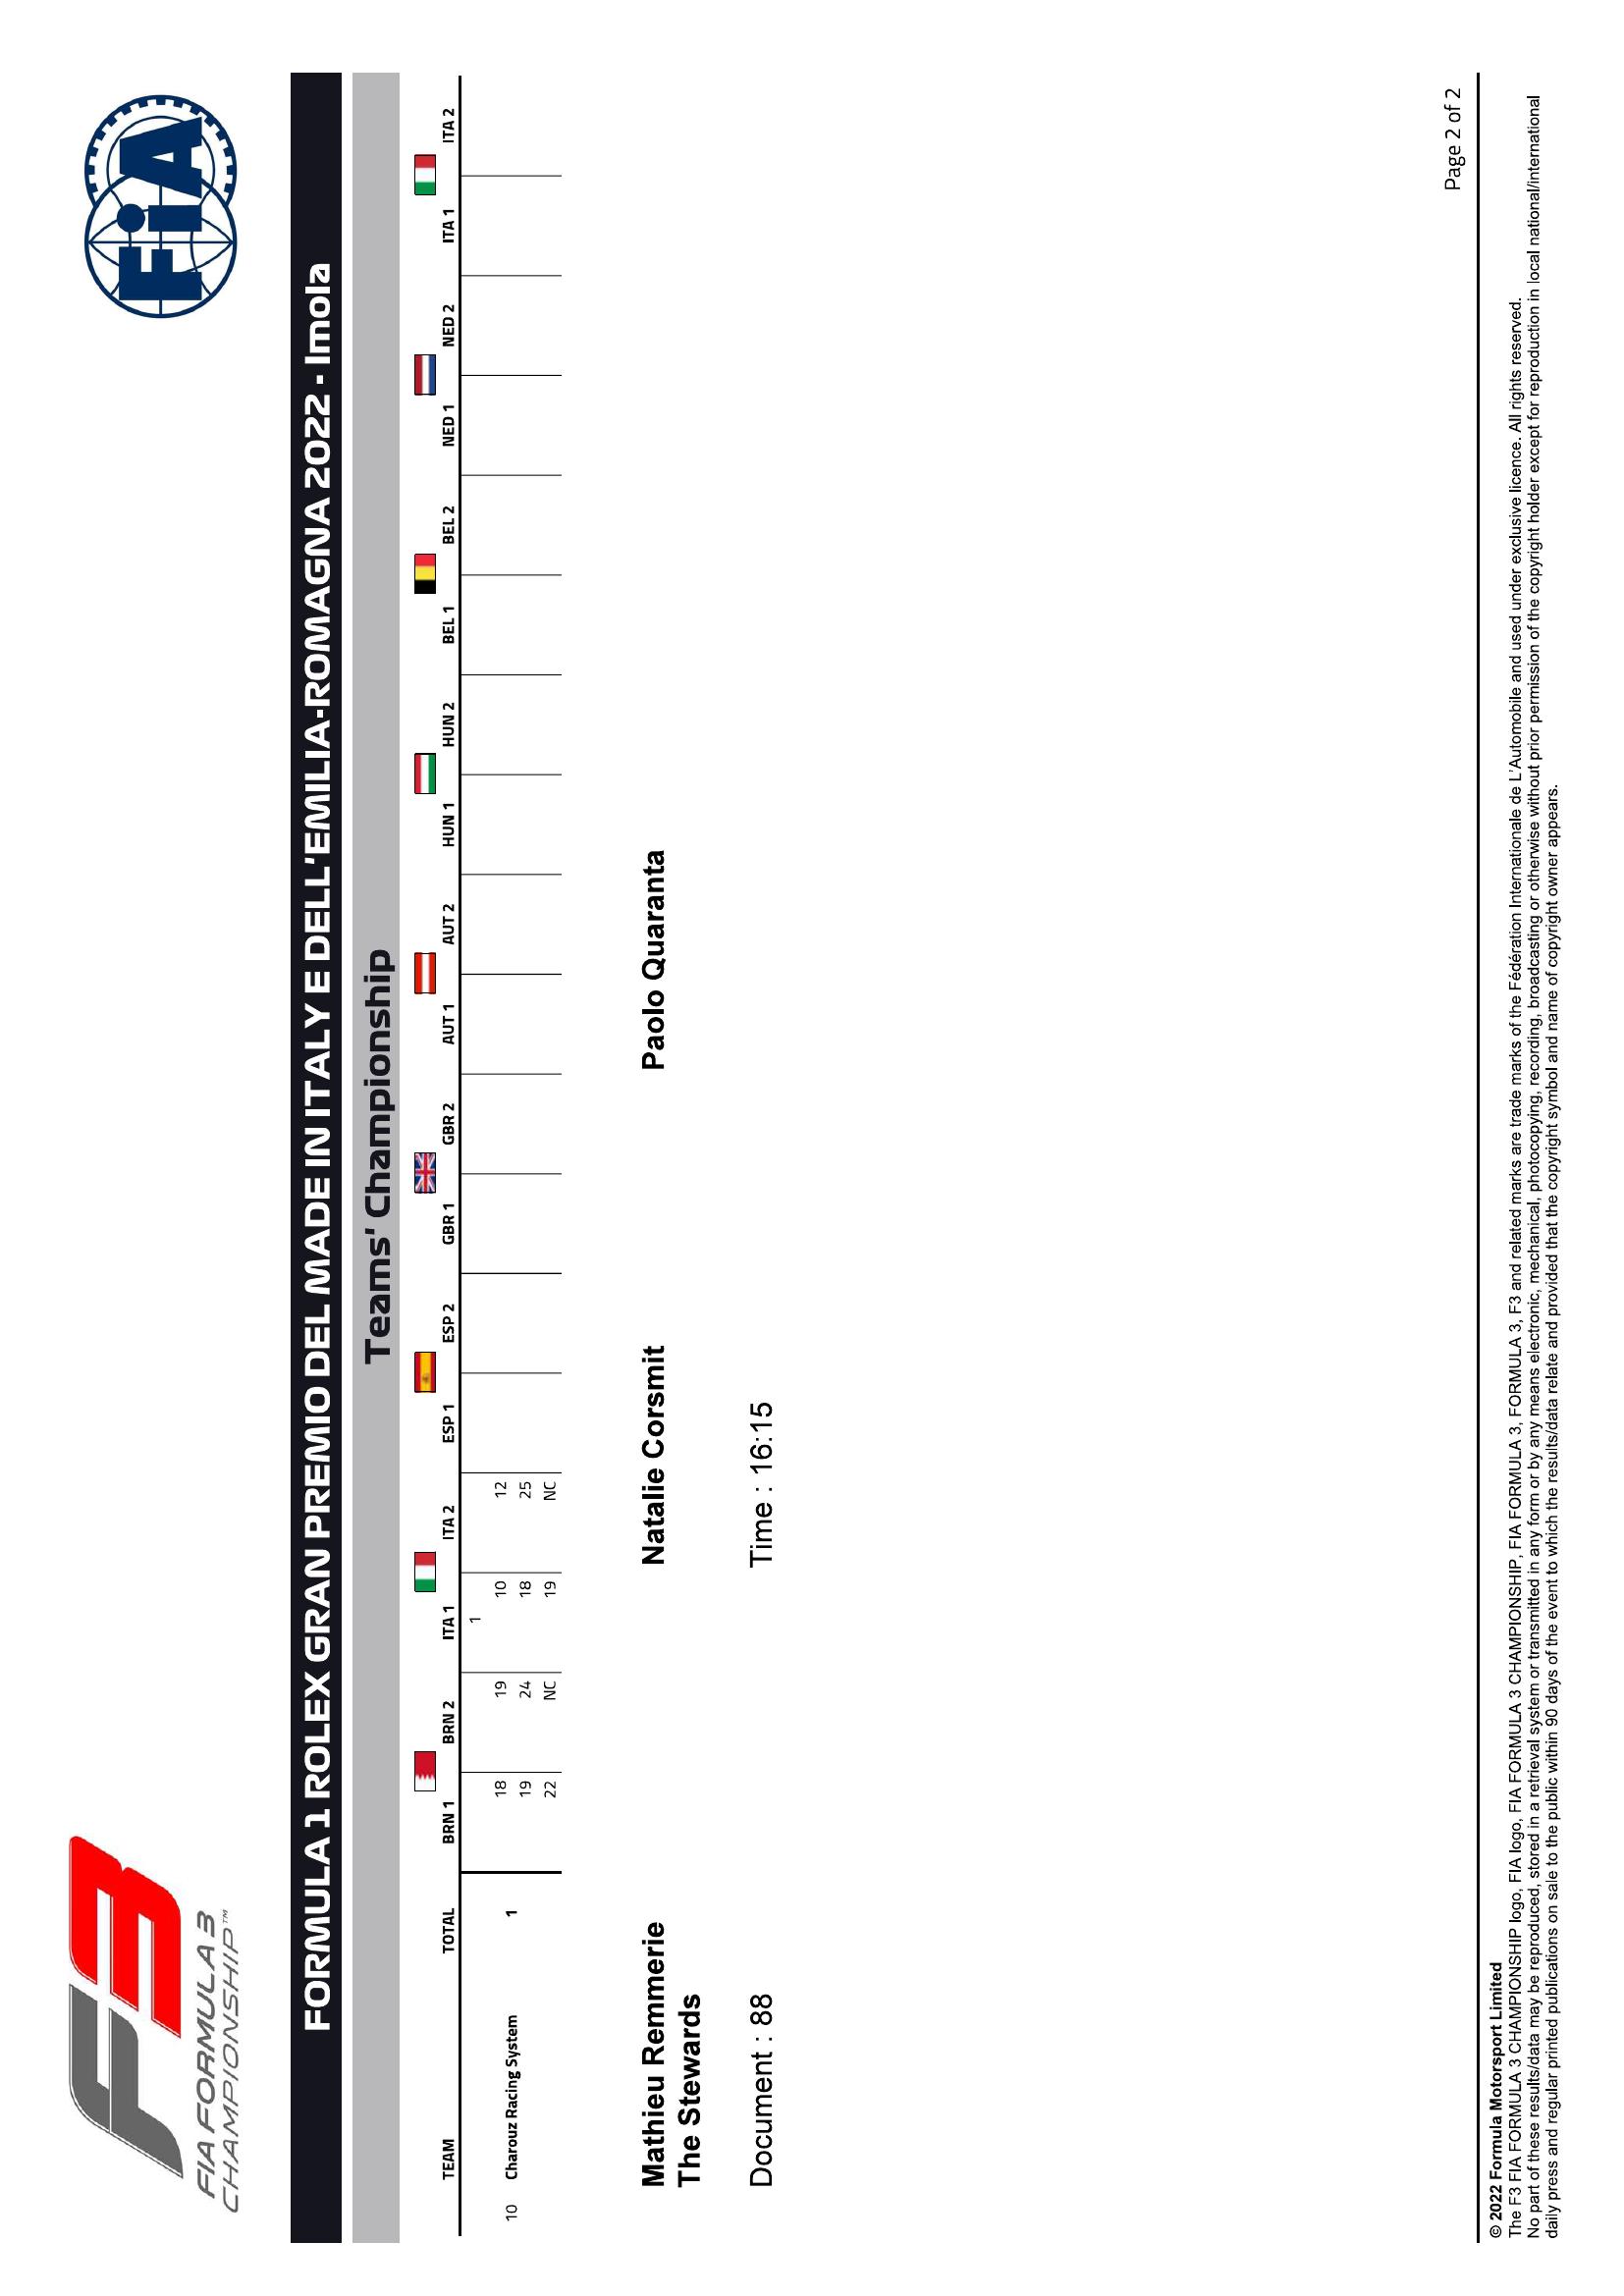 F3
FIA FORMULA 3
CHAMPIONSHIP™
FiA
FORMULA 1 ROLEX GRAN PREMIO DEL MADE IN ITALY E DELL'EMILIA-ROMAGNA 2022 - Imola
Teams' Championship
TEAM TOTAL BRN 1 BRN 2 ITA 1 ITA 2 ESP 1 ESP 2 GBR 1 GBR 2 AUT 1 AUT 2 HUN 1 HUN 2 BEL 1 BEL 2 NED 1 NED 2 ITA 1 ITA 2
1
18 19 10 12
10 Charouz Racing System 1
19 24 18 25
22 NC 19 NC
Mathieu Remmerie Natalie Corsmit Paolo Quaranta
The Stewards
Document : 88 Time : 16:15
Page 2 of 2
© 2022 Formula Motorsport Limited
The F3 FIA FORMULA 3 CHAMPIONSHIP logo, FIA logo, FIA FORMULA 3 CHAMPIONSHIP, FIA FORMULA 3, FORMULA 3, F3 and related marks are trade marks of the Fédération Internationale de L'Automobile and used under exclusive licence. All rights reserved.
No part of these results/data may be reproduced, stored in a retrieval system or transmitted in any form or by any means electronic, mechanical, photocopying, recording, broadcasting or otherwise without prior permission of the copyright holder except for reproduction in local national/international
daily press and regular printed publications on sale to the public within 90 days of the event to which the results/data relate and provided that the copyright symbol and name of copyright owner appears.